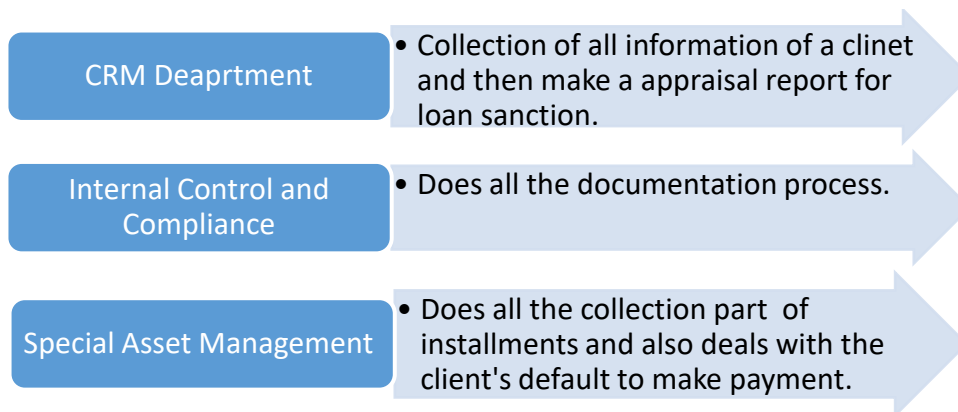 CRM Deaprtment
• Collection of all information of a clinet
and then make a appraisal report for
loan sanction.
Internal Control and
Compliance
• Does all the documentation process.
Special Asset Management
• Does all the collection part of
installments and also deals with the
client's default to make payment.